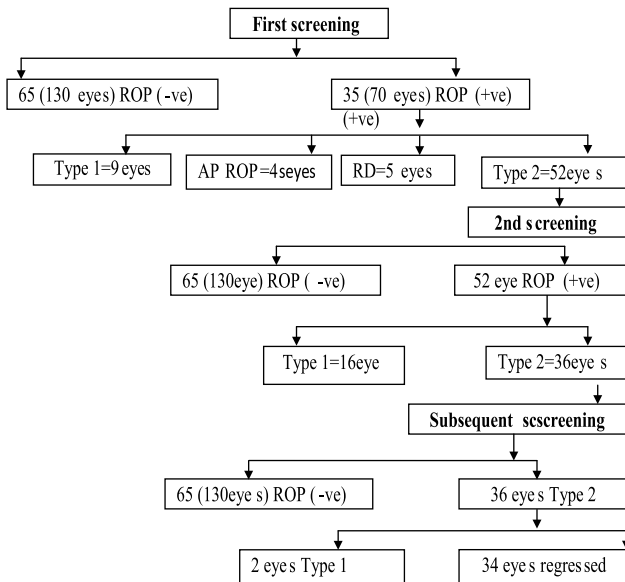 First screening
65 (130 eyes) ROP (-ve)
35 (70 eyes) ROP (+ve)
(+ve)
Type 1=9 eyes
AP ROP=4seyes
RD=5 eyes
Type 2=52eye s
2nd s creening
65 (130eye) ROP ( -ve)
52 eye ROP (+ve)
Type 1=16eye
Type 2=36eye s
Subsequent scscreening
65 (130eye s) ROP (-ve)
36 eye s Type 2
2 eyes Type 1
34 eye s regressed